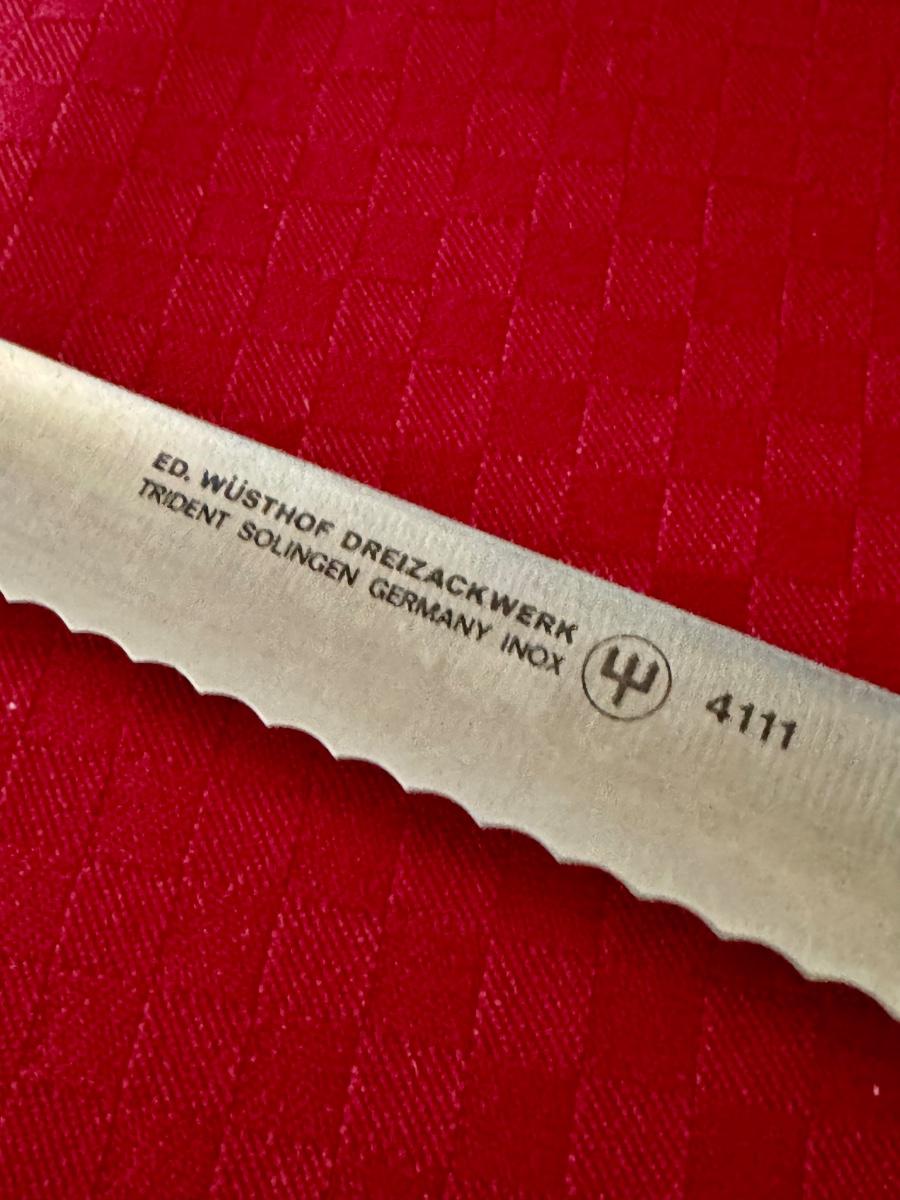 ED. WÜSTHOF DREIZACKWERK
TRIDENT SOLINGEN GERMANY INOX
4111